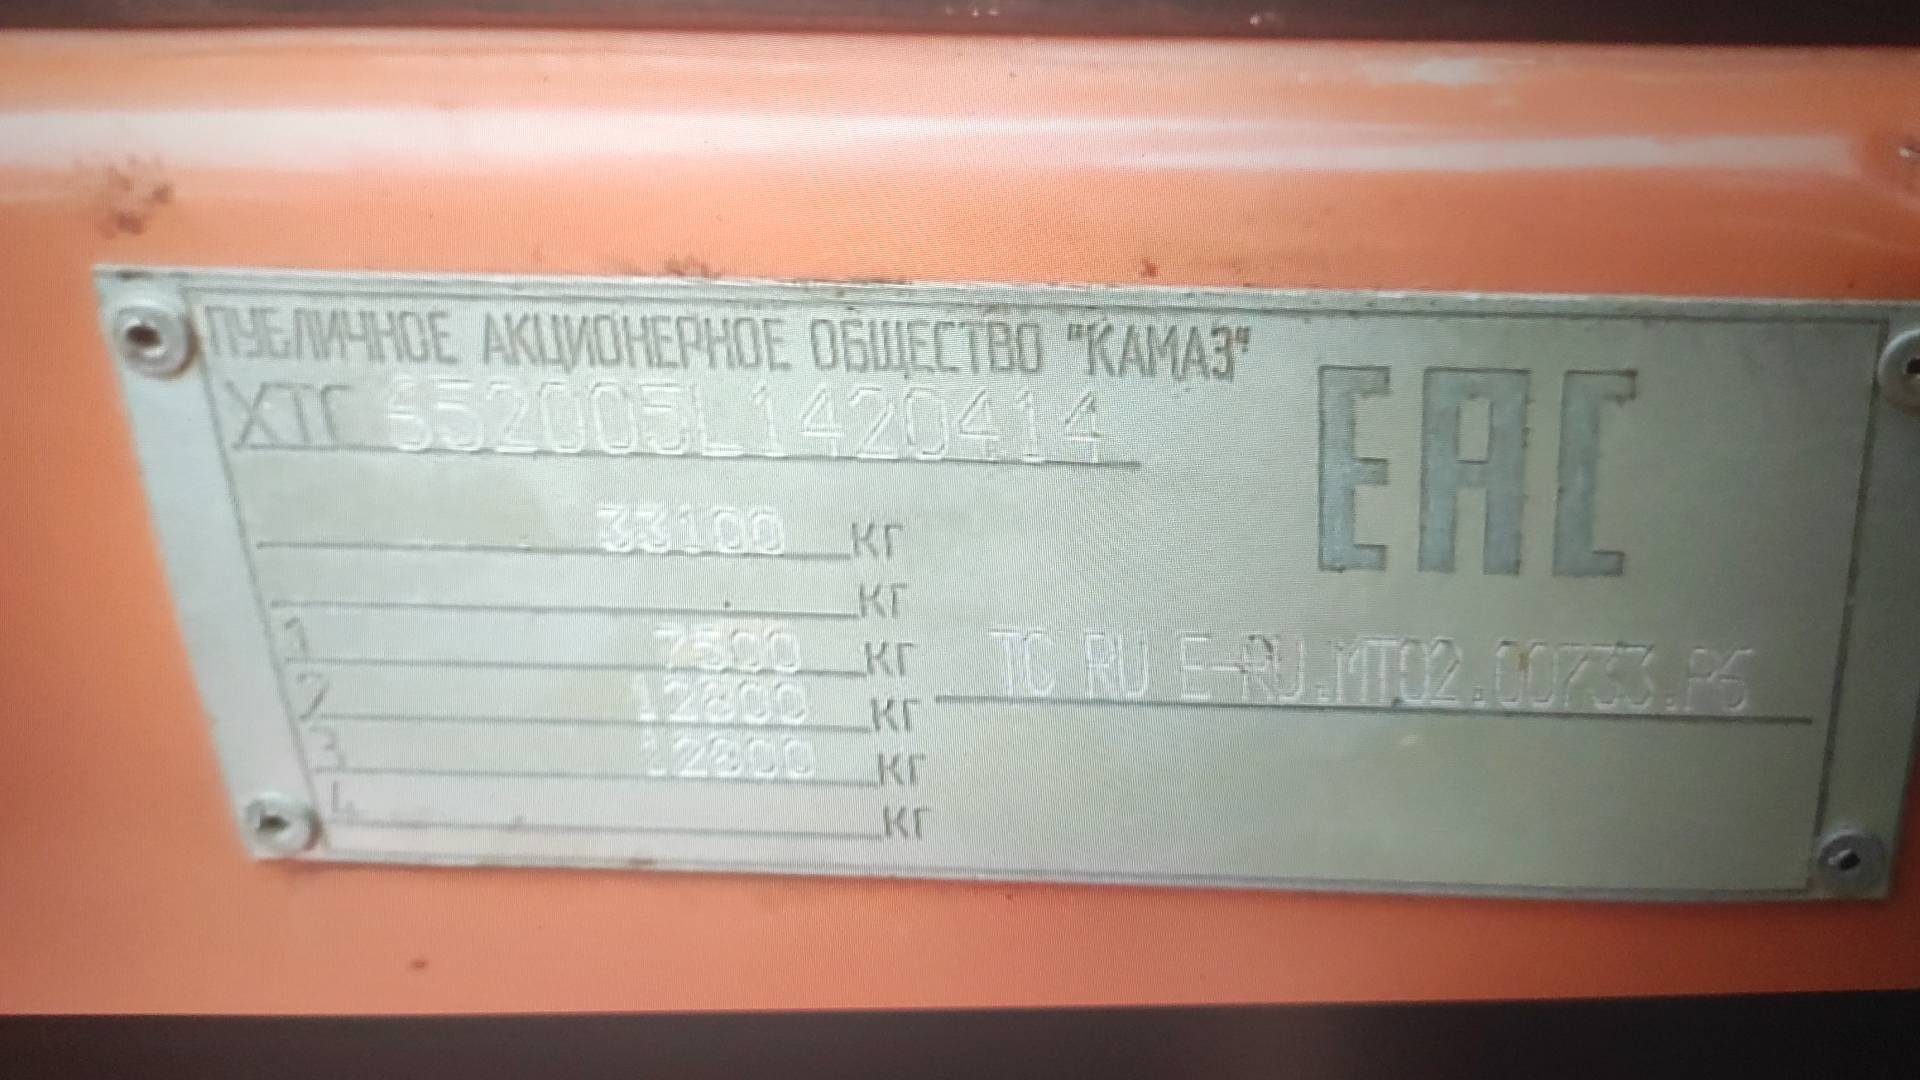 ПУБЛИЧНОЕ АКЦИОНЕРНОЕ ОБЩЕСТВО "КАМАЗ"
XTC 652005L1420414
33100 КГ
КГ
1 7500 КГ
2 12800 КГ
3 12800 КГ
4 КГ
EAC
TC RU E-RU.MT02.00733.P5